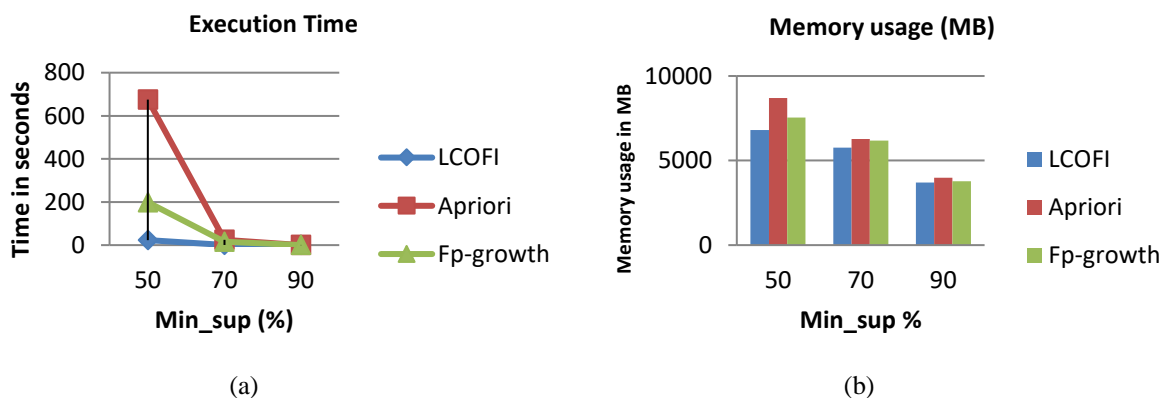 Execution Time
Time in seconds
800
600
400
200
0
50 70 90
Min_sup (%)
LCOFI
Apriori
Fp-growth
(a)
Memory usage (MB)
Memory usage in MB
10000
5000
0
50 70 90
Min_sup %
LCOFI
Apriori
Fp-growth
(b)